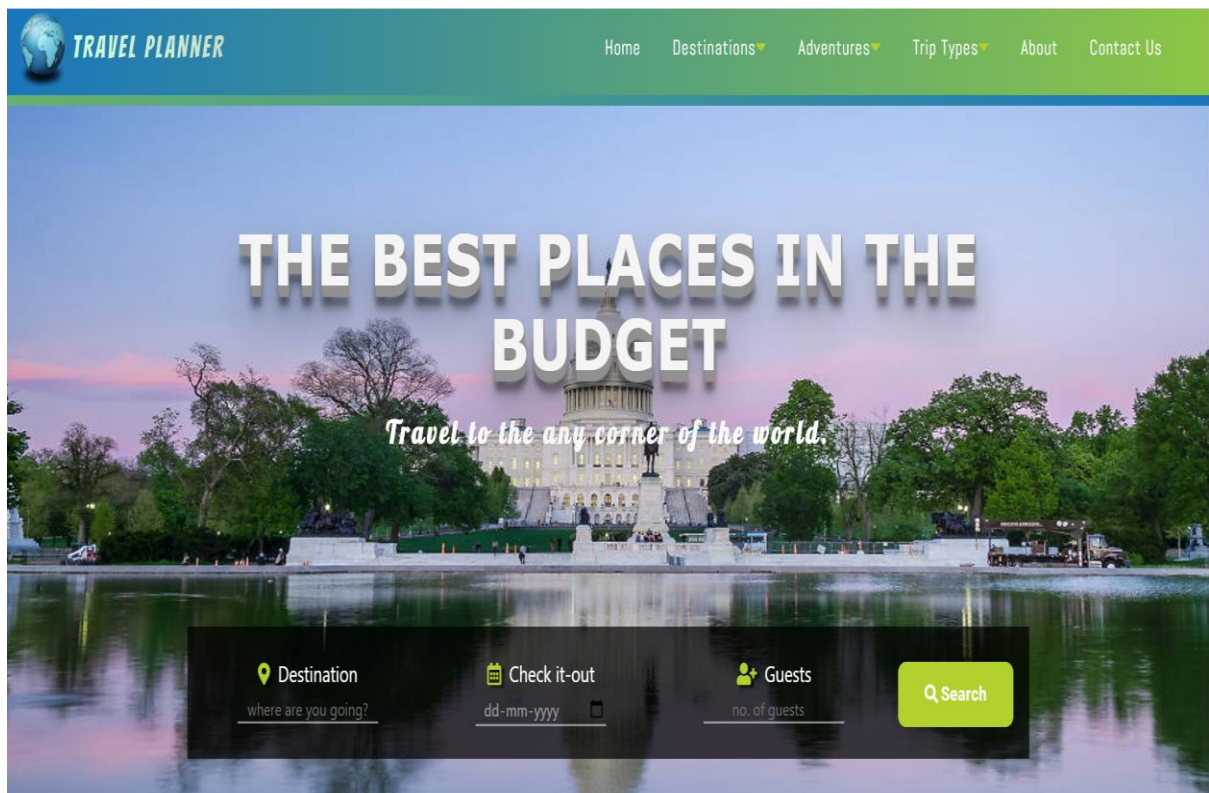 TRAVEL PLANNER
Home Destinations Adventures Trip Types About Contact Us
THE BEST PLACES IN THE
BUDGET
Travel to the any corner of the world.
Destination Check it-out Guests
where are you going? dd-mm-yyyy no. of guests
Search